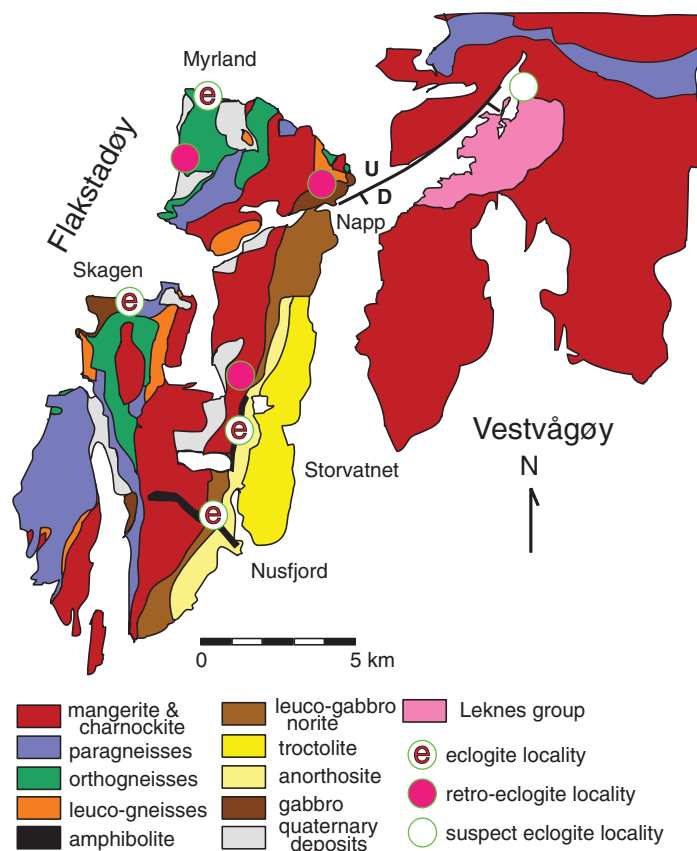 Myrland
e
Flakstadøy
U
D
Napp
Skagen
e
Vestvågøy
N
e
Storvatnet
e
Nusfjord
0
5 km
mangerite &
charnockite
paragneisses
orthogneisses
leuco-gneisses
amphibolite
leuco-gabbro
norite
troctolite
anorthosite
gabbro
quaternary
deposits
Leknes group
e eclogite locality
retro-eclogite locality
suspect eclogite locality